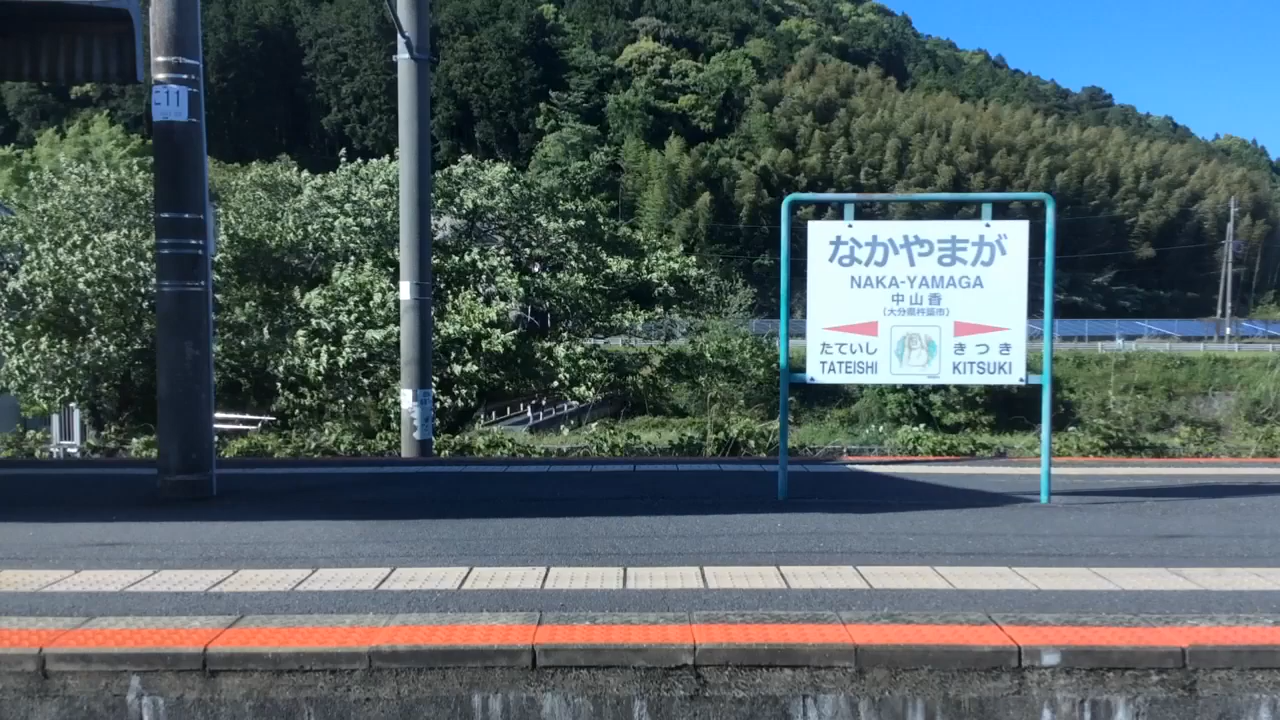 11
なかやまが
NAKA-YAMAGA
中山香
(大分県杵築市)
たていし
きつき
TATEISHI
KITSUKI